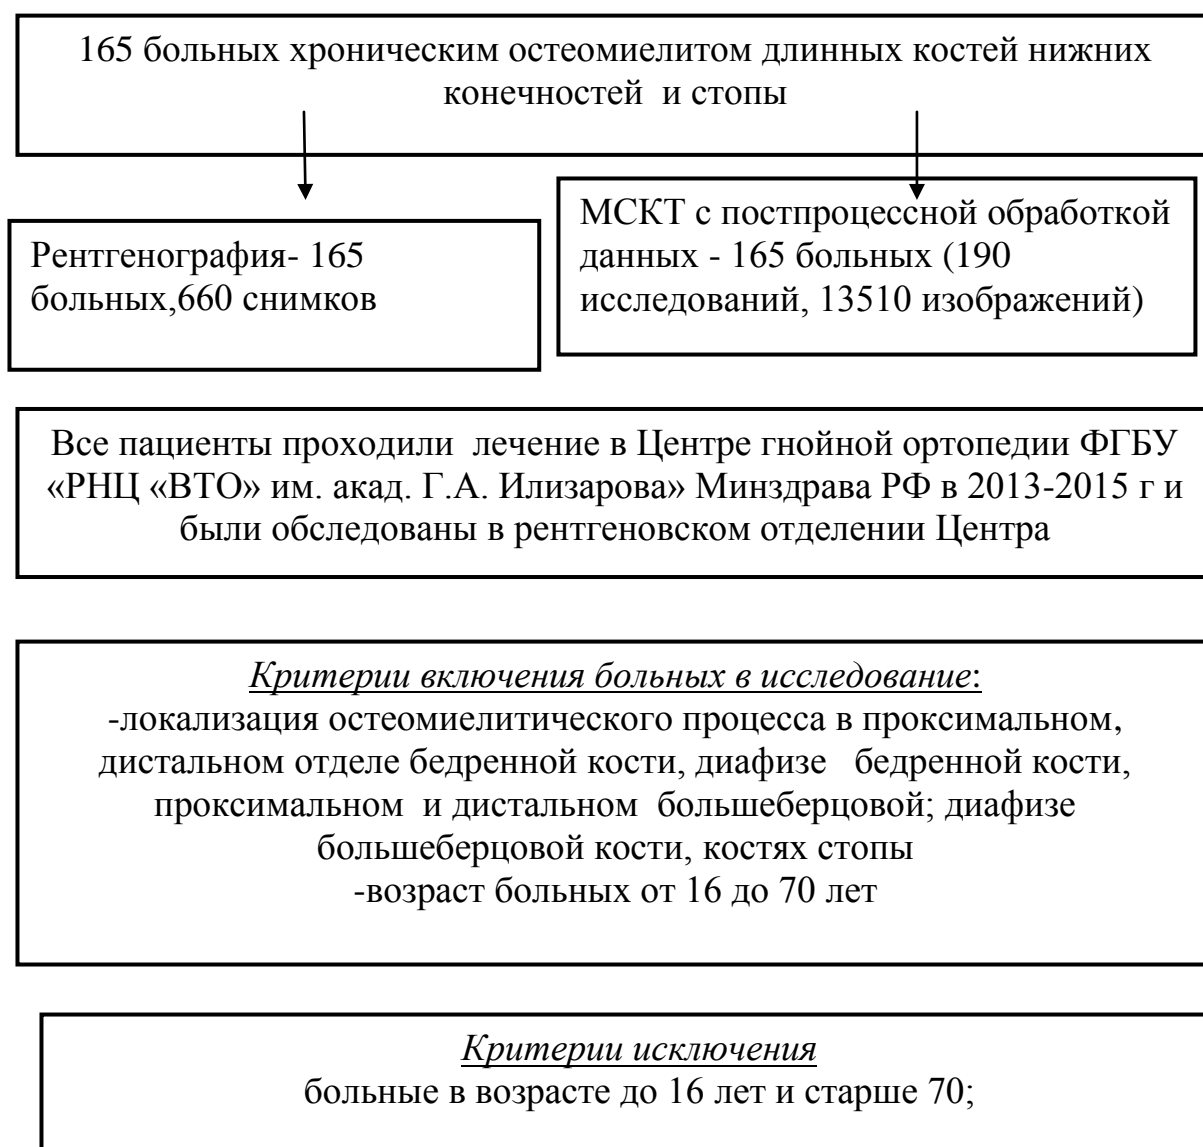 165 больных хроническим остеомиелитом длинных костей нижних
конечностей и стопы
Рентгенография- 165
больных,660 снимков
МСКТ с постпроцессной обработкой
данных - 165 больных (190
исследований, 13510 изображений)
Все пациенты проходили лечение в Центре гнойной ортопедии ФГБУ
«РНЦ «ВТО» им. акад. Г.А. Илизарова» Минздрава РФ в 2013-2015 г и
были обследованы в рентгеновском отделении Центра
Критерии включения больных в исследование:
-локализация остеомиелитического процесса в проксимальном,
дистальном отделе бедренной кости, диафизе бедренной кости,
проксимальном и дистальном большеберцовой; диафизе
большеберцовой кости, костях стопы
-возраст больных от 16 до 70 лет
Критерии исключения
больные в возрасте до 16 лет и старше 70;